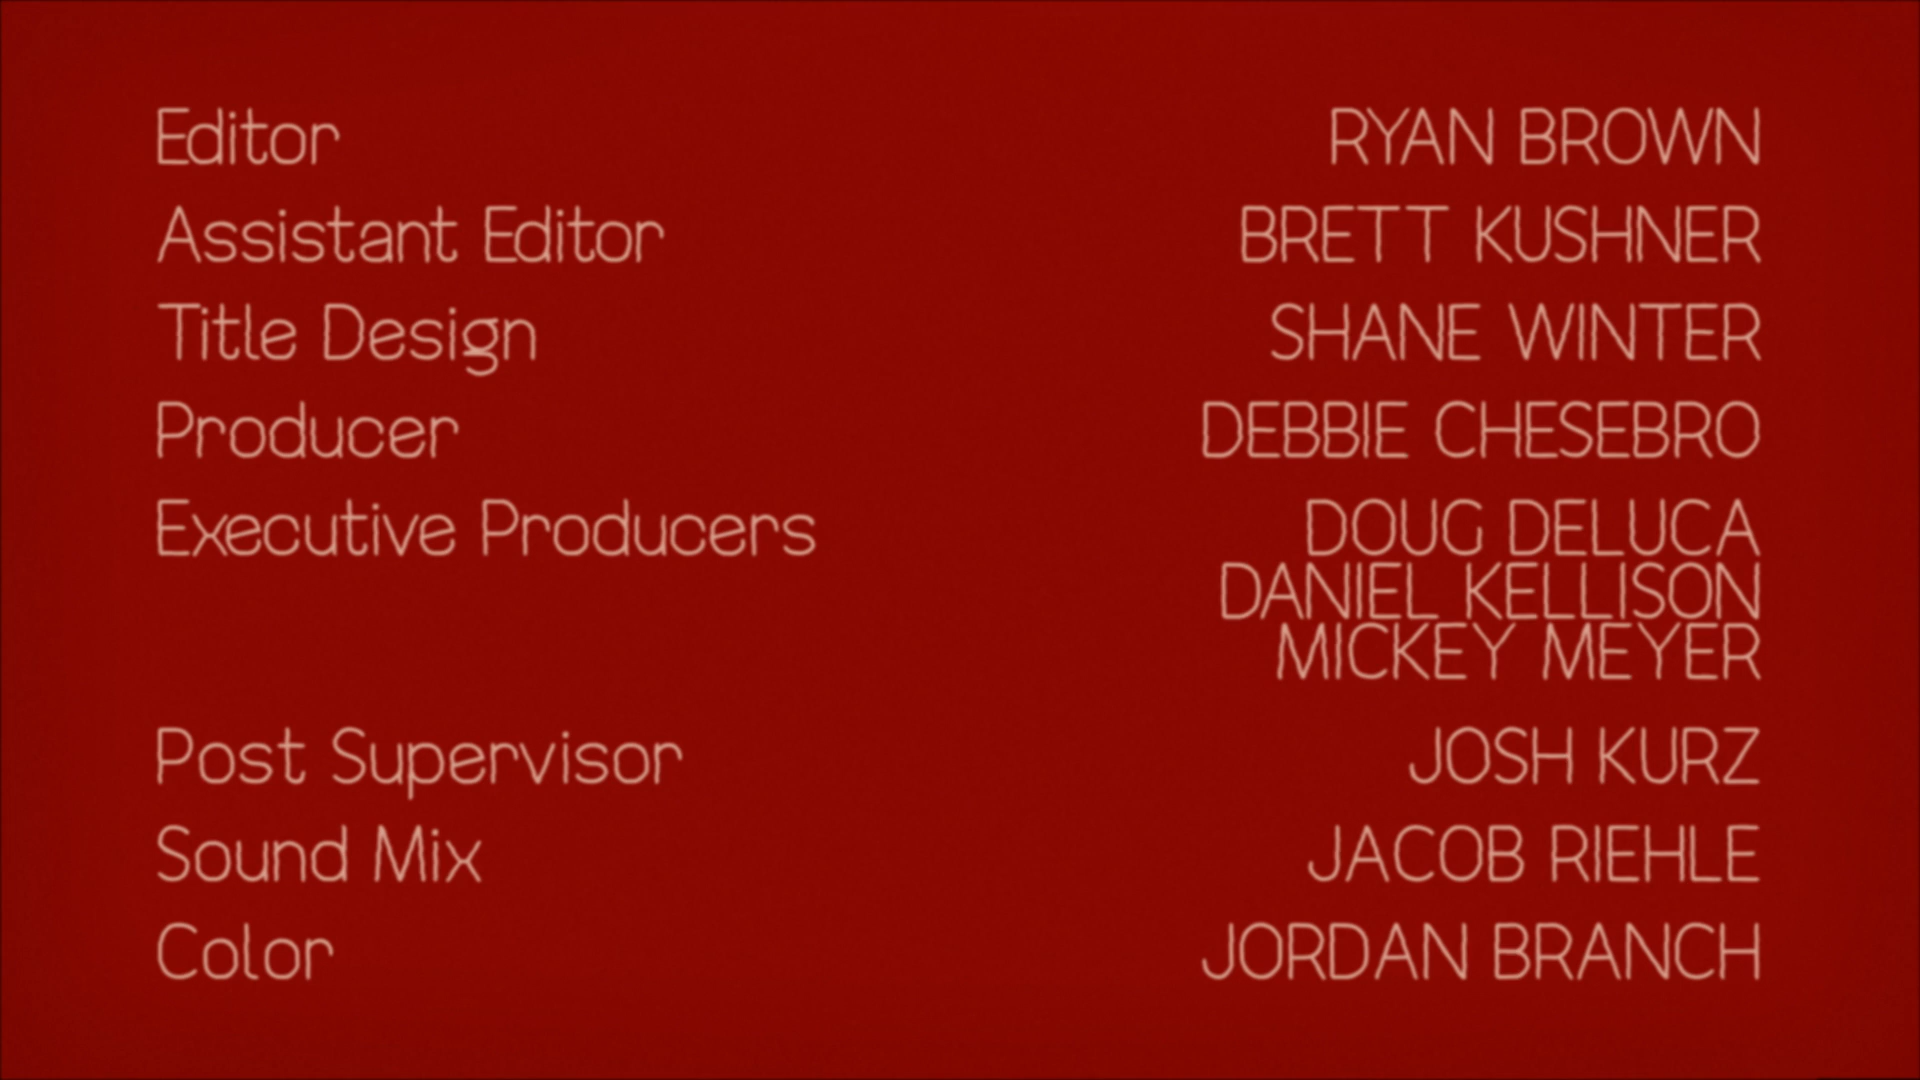 Editor RYAN BROWN
Assistant Editor BRETT KUSHNER
Title Design SHANE WINTER
Producer DEBBIE CHESEBRO
Executive Producers DOUG DELUCA
DANIEL KELLISON
MICKEY MEYER
Post Supervisor JOSH KURZ
Sound Mix JACOB RIEHLE
Color JORDAN BRANCH